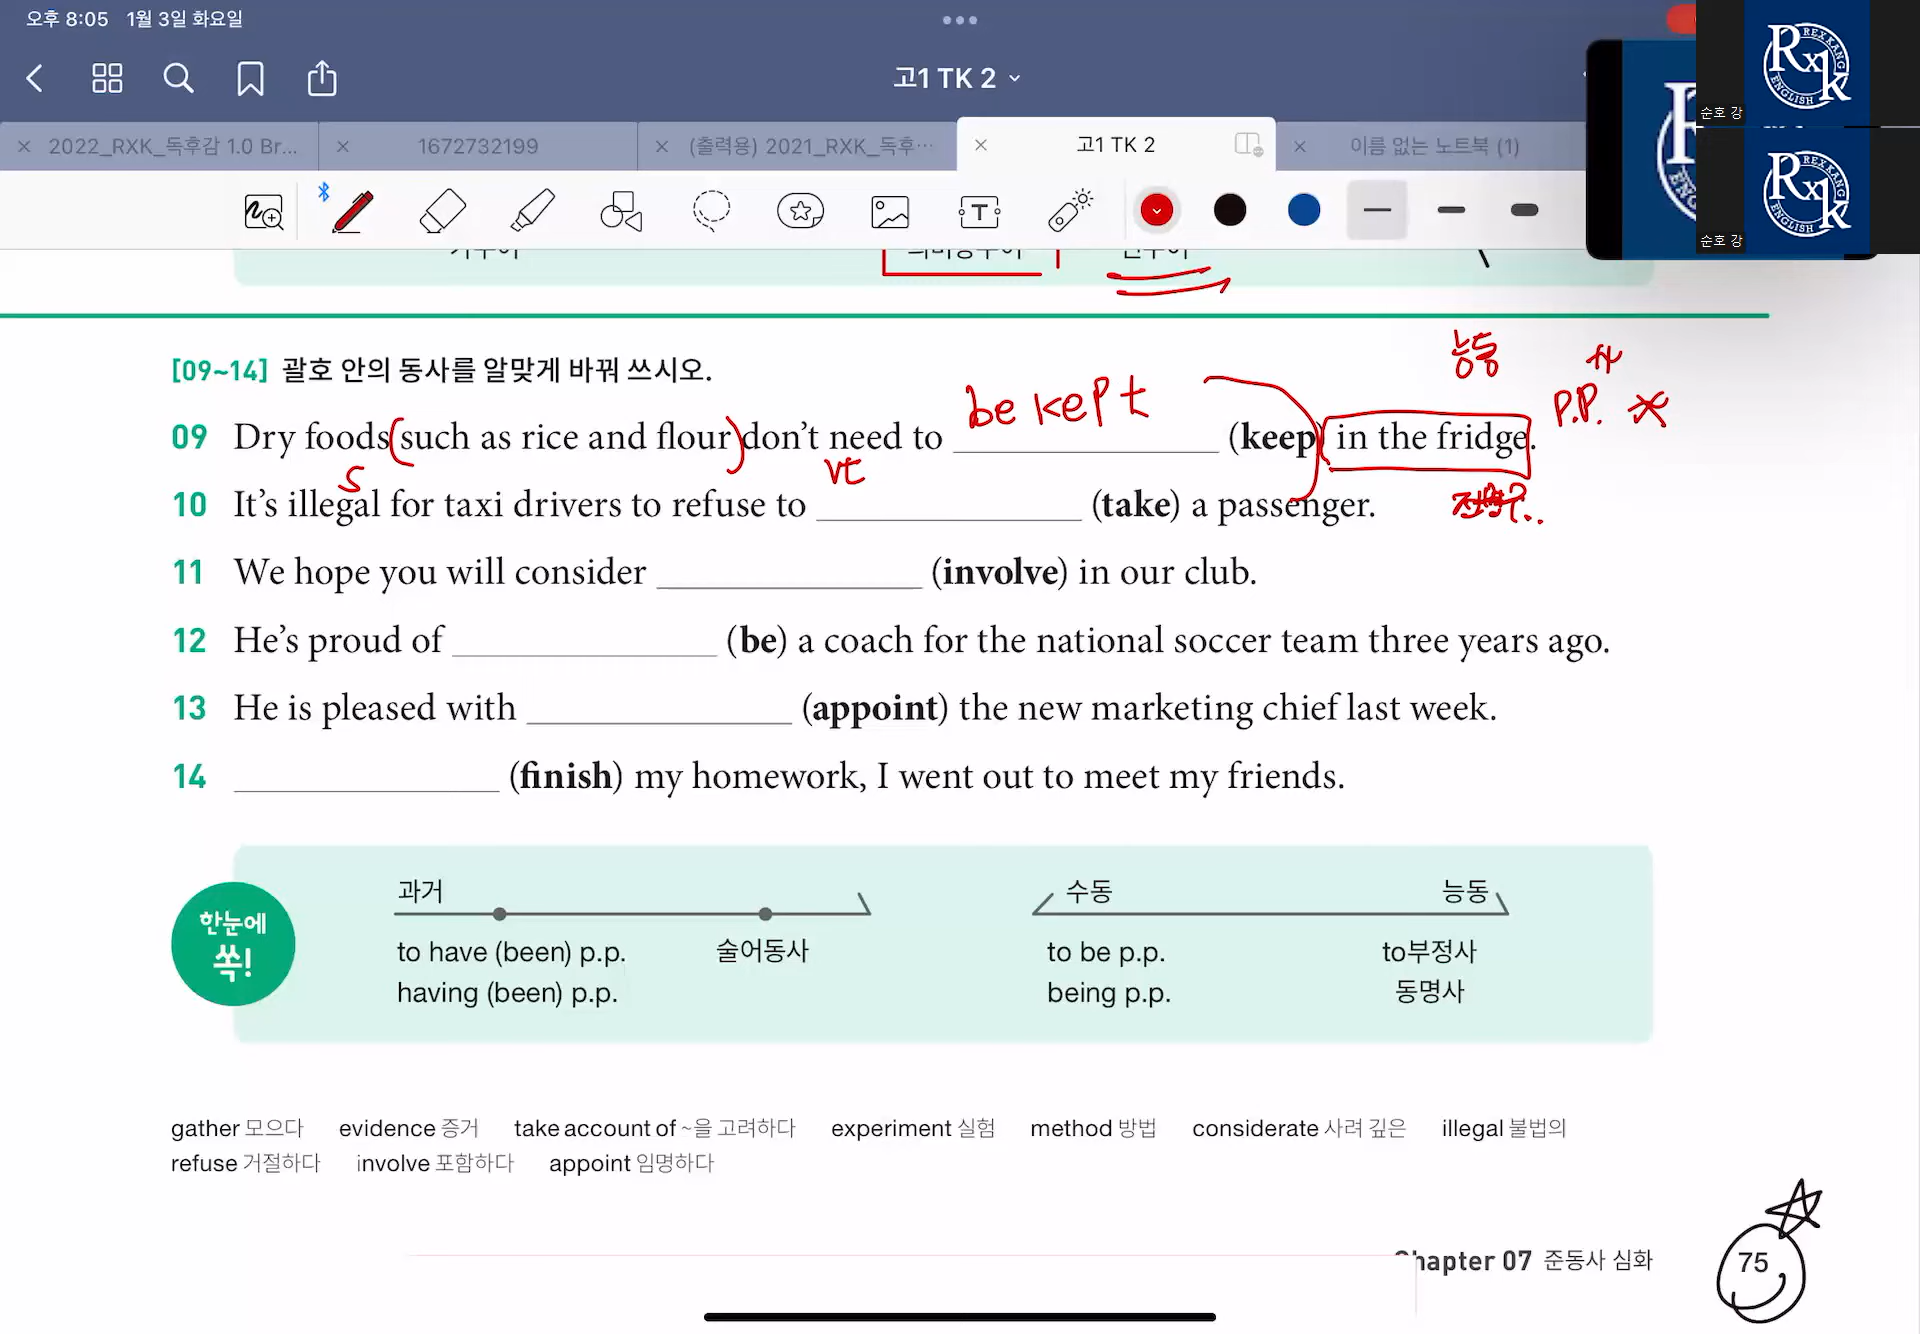 오후 8:05 1월 3일 화요일
고1 TK 2
2022_RXK_독후감 1.0 Br...
1672732199
(출력용) 2021_RXK_독후…
고1 TK 2
이름 없는 노트북 (1)
REX KANG
RxK
ENGLISH
순호 강
REX KANG
RxK
ENGLISH
순호 강
능동
P.P.
[09~14] 괄호 안의 동사를 알맞게 바꿔 쓰시오.
be kept
09 Dry foods (such as rice and flour) don't need to (keep) in the fridge.
S
vt
10 It's illegal for taxi drivers to refuse to (take) a passenger.
11 We hope you will consider (involve) in our club.
12 He's proud of (be) a coach for the national soccer team three years ago.
13 He is pleased with (appoint) the new marketing chief last week.
14 (finish) my homework, I went out to meet my friends.
한눈에
쏙!
과거
수동
능동
to have (been) p.p.
술어동사
to be p.p.
to부정사
having (been) p.p.
being p.p.
동명사
gather 모으다 evidence 증거 take account of ~을 고려하다 experiment 실험 method 방법 considerate 사려 깊은 illegal 불법의
refuse 거절하다 involve 포함하다 appoint 임명하다
Chapter 07 준동사 심화
75